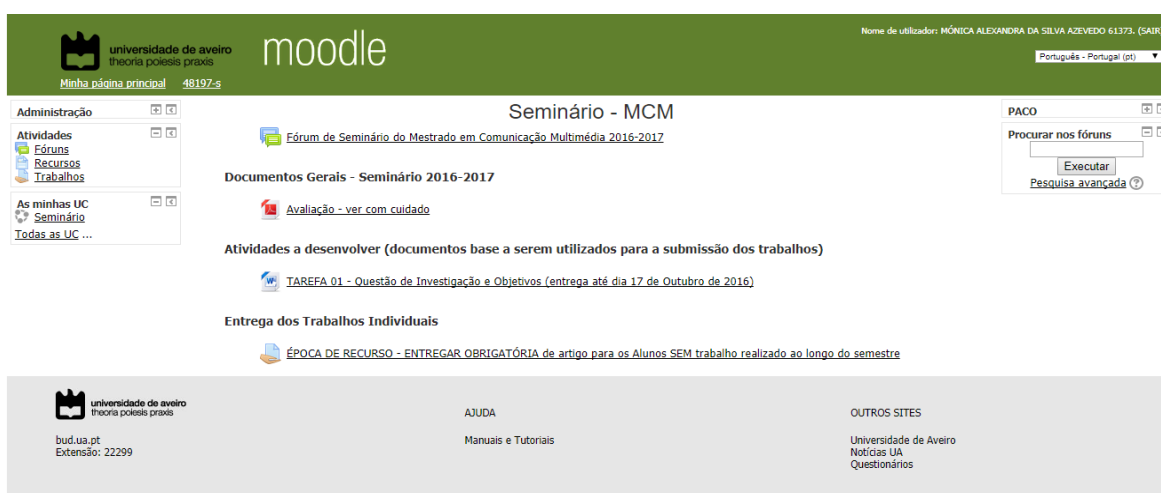 universidade de aveiro
theoria poiesis praxis
moodle
Nome de utilizador: MÓNICA ALEXANDRA DA SILVA AZEVEDO 61373. (SAIR)
Português - Portugal (pt)
Minha página principal 48197-s
Administração
Atividades
Fóruns
Recursos
Trabalhos
As minhas UC
Seminário
Todas as UC ...
Seminário - MCM
Fórum de Seminário do Mestrado em Comunicação Multimédia 2016-2017
Documentos Gerais - Seminário 2016-2017
Avaliação - ver com cuidado
Atividades a desenvolver (documentos base a serem utilizados para a submissão dos trabalhos)
TAREFA 01 - Questão de Investigação e Objetivos (entrega até dia 17 de Outubro de 2016)
Entrega dos Trabalhos Individuais
ÉPOCA DE RECURSO - ENTREGAR OBRIGATÓRIA de artigo para os Alunos SEM trabalho realizado ao longo do semestre
PACO
Procurar nos fóruns
Executar
Pesquisa avançada
universidade de aveiro
theoria poiesis praxis
bud.ua.pt
Extensão: 22299
AJUDA
Manuais e Tutoriais
OUTROS SITES
Universidade de Aveiro
Notícias UA
Questionários